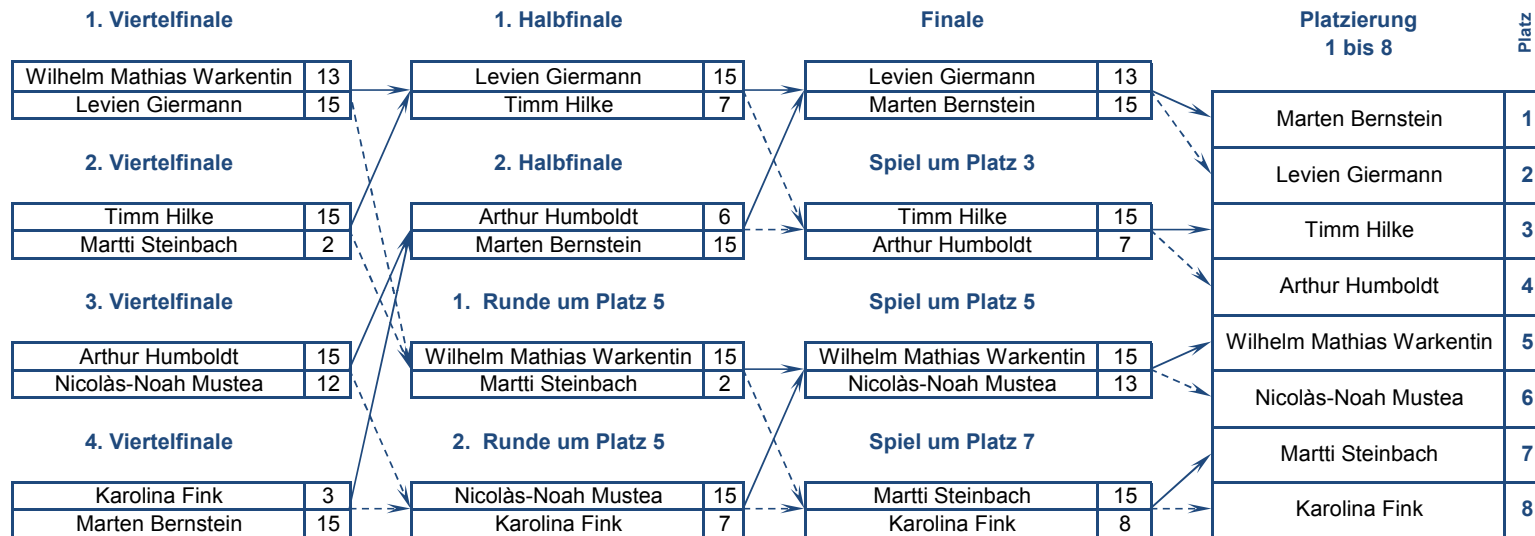 1. Viertelfinale
Wilhelm Mathias Warkentin 13
Levien Giermann 15
2. Viertelfinale
Timm Hilke 15
Martti Steinbach 2
3. Viertelfinale
Arthur Humboldt 15
Nicolàs-Noah Mustea 12
4. Viertelfinale
Karolina Fink 3
Marten Bernstein 15
1. Halbfinale
Levien Giermann 15
Timm Hilke 7
2. Halbfinale
Arthur Humboldt 6
Marten Bernstein 15
1. Runde um Platz 5
Wilhelm Mathias Warkentin 15
Martti Steinbach 2
2. Runde um Platz 5
Nicolàs-Noah Mustea 15
Karolina Fink 7
Finale
Levien Giermann 13
Marten Bernstein 15
Spiel um Platz 3
Timm Hilke 15
Arthur Humboldt 7
Spiel um Platz 5
Wilhelm Mathias Warkentin 15
Nicolàs-Noah Mustea 13
Spiel um Platz 7
Martti Steinbach 15
Karolina Fink 8
Platzierung
1 bis 8
Platz
Marten Bernstein 1
Levien Giermann 2
Timm Hilke 3
Arthur Humboldt 4
Wilhelm Mathias Warkentin 5
Nicolàs-Noah Mustea 6
Martti Steinbach 7
Karolina Fink 8